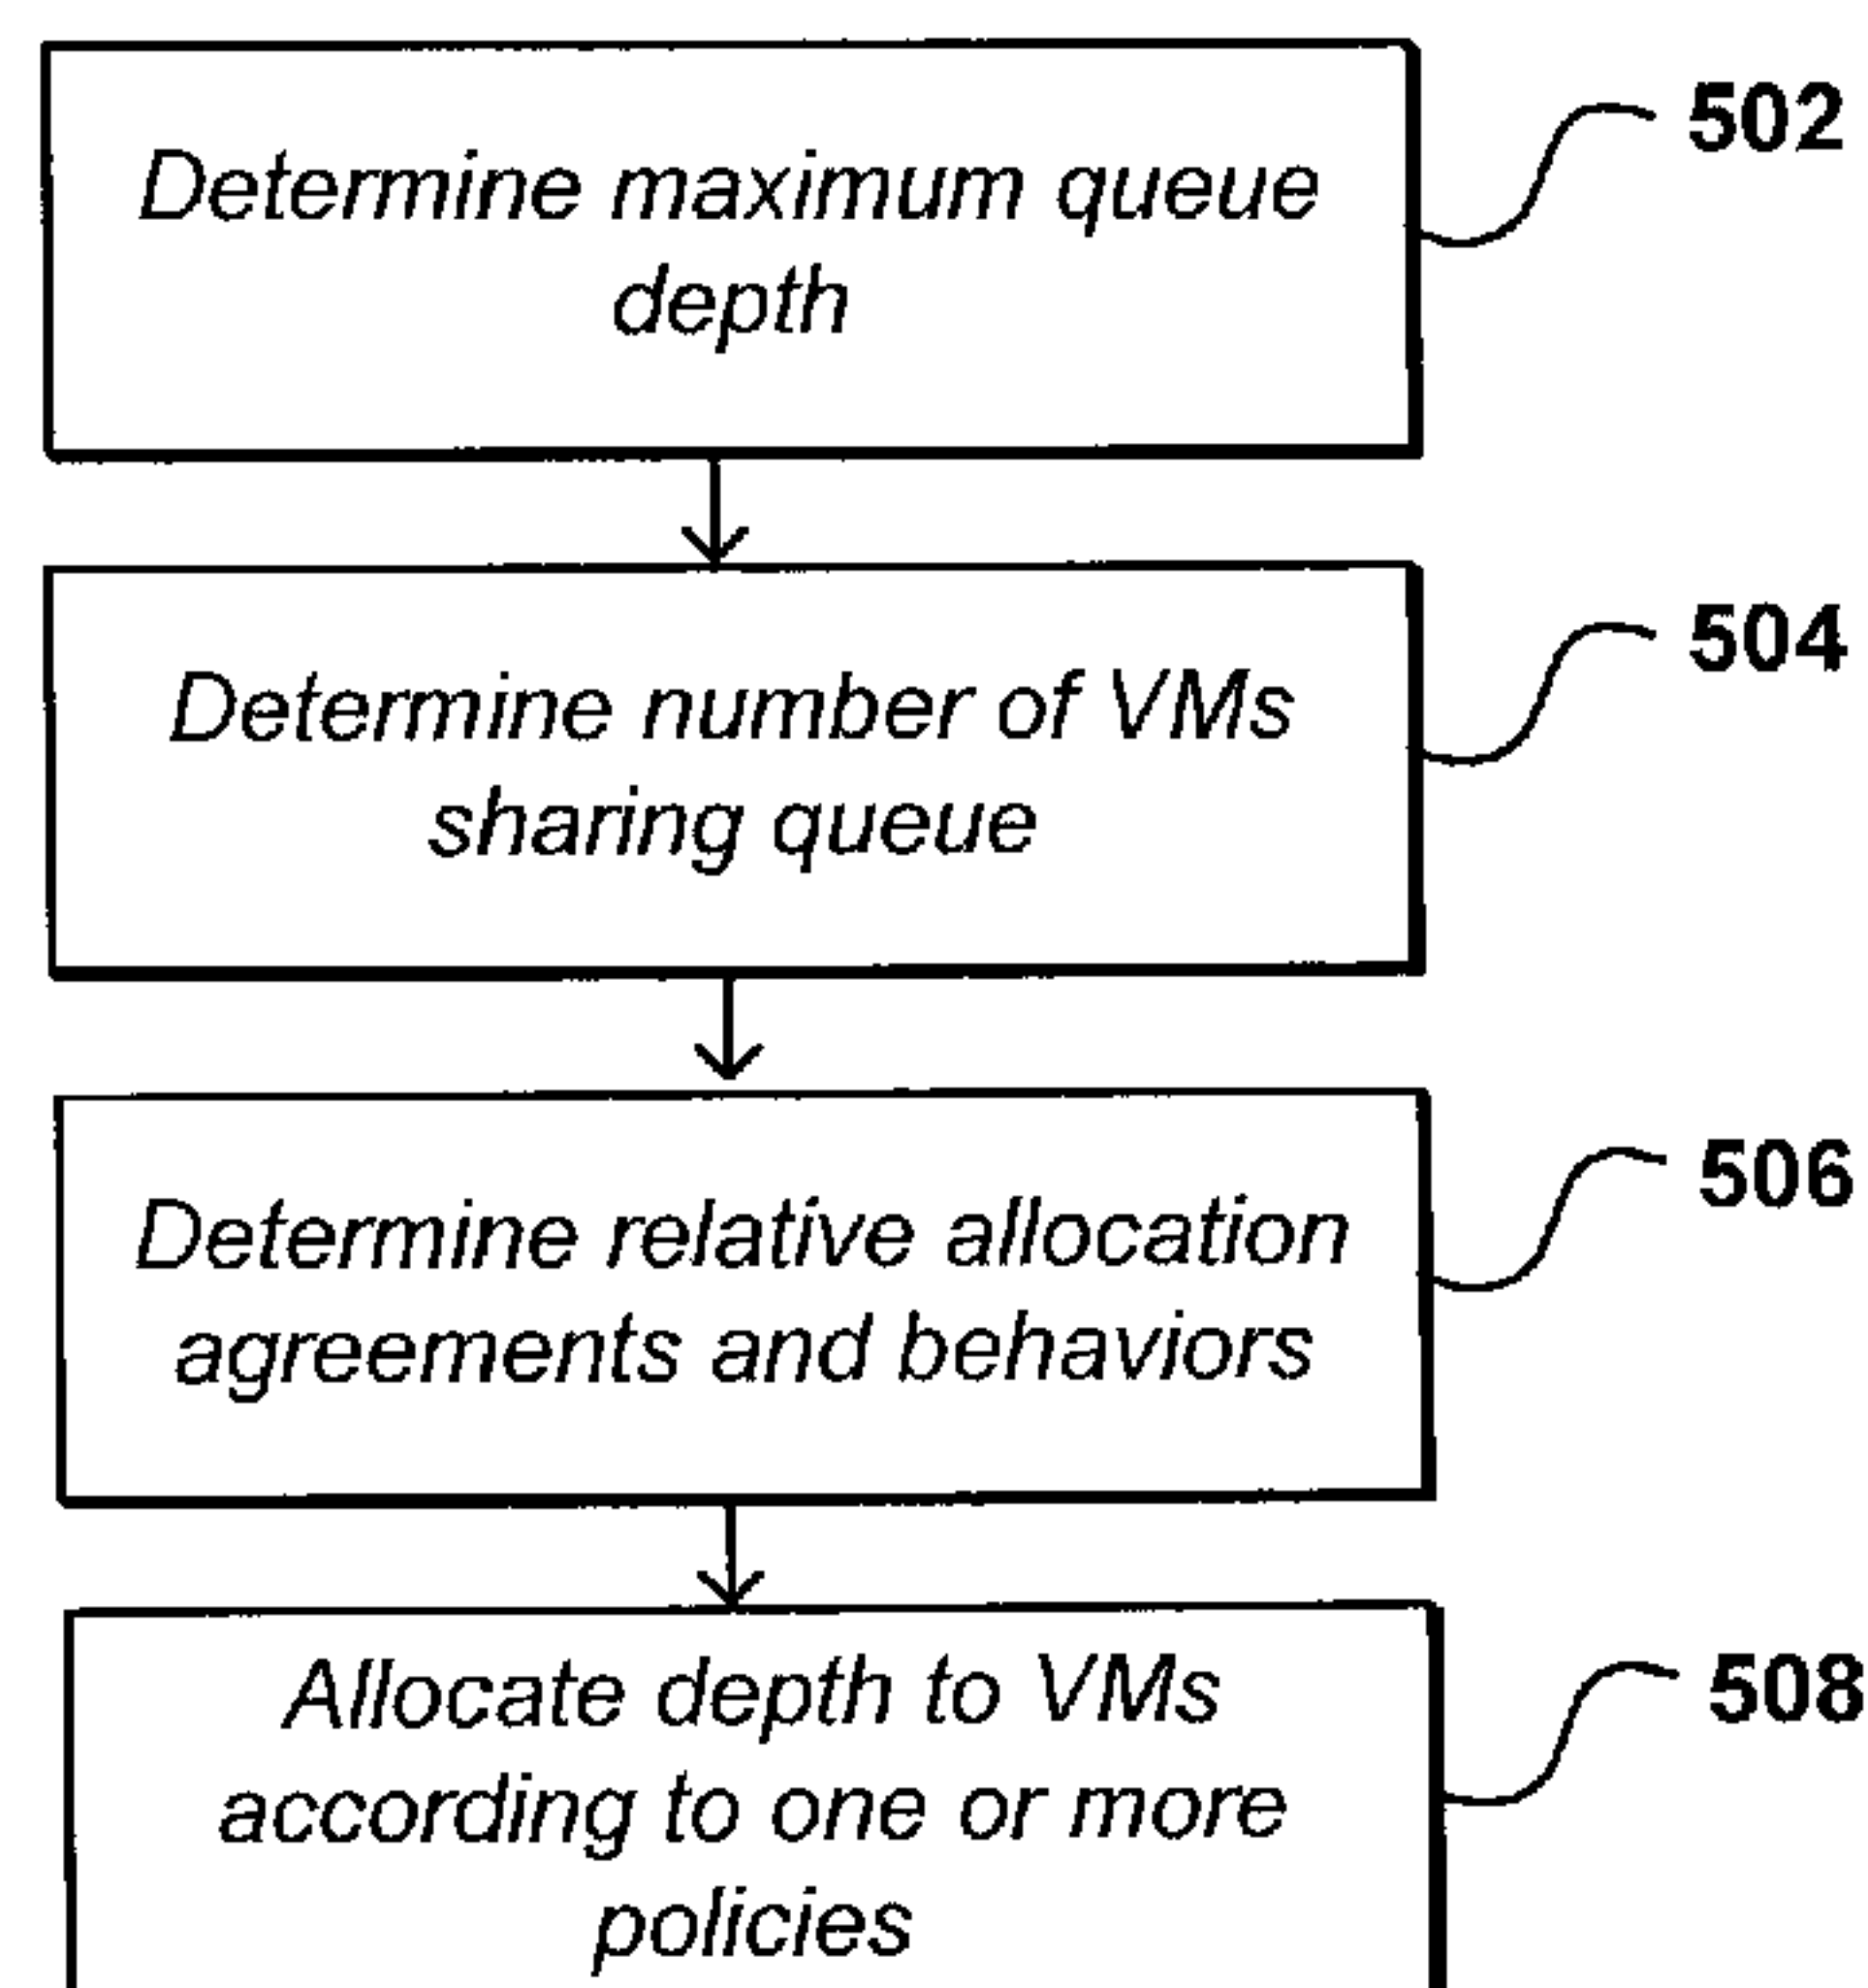 Determine maximum queue
depth
502
Determine number of VMs
sharing queue
504
Determine relative allocation
agreements and behaviors
506
Allocate depth to VMs
according to one or more
policies
508